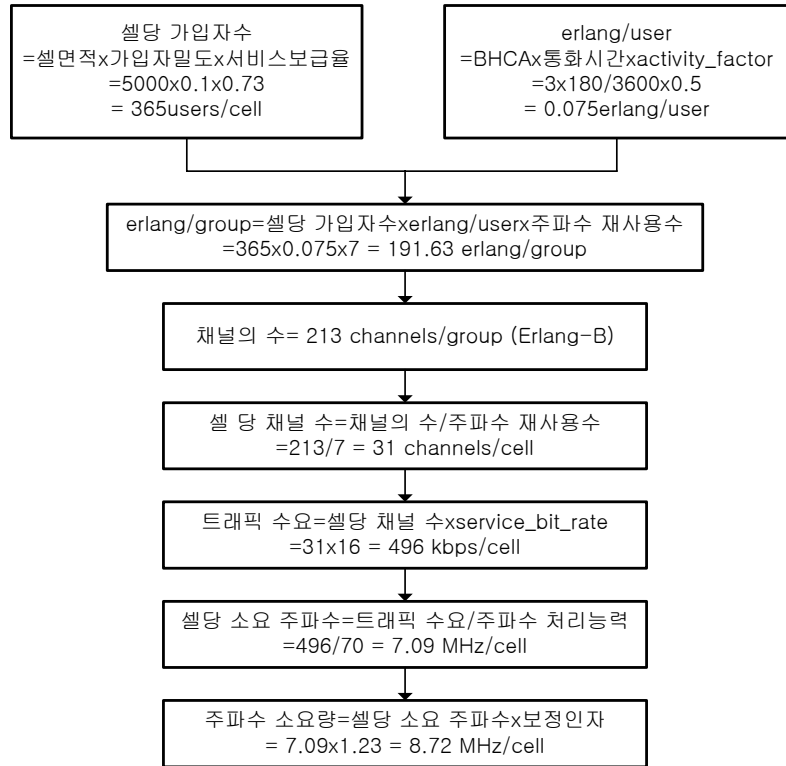 셀당 가입자수
=셀면적x가입자밀도x서비스보급율
=5000x0.1x0.73
= 365users/cell
erlang/user
=BHCAx통화시간xactivity_factor
=3x180/3600x0.5
= 0.075erlang/user
erlang/group=셀당 가입자수xerlang/userx주파수 재사용수
=365x0.075x7 = 191.63 erlang/group
채널의 수= 213 channels/group (Erlang-B)
셀 당 채널 수=채널의 수/주파수 재사용수
=213/7 = 31 channels/cell
트래픽 수요=셀당 채널 수xservice_bit_rate
=31x16 = 496 kbps/cell
셀당 소요 주파수=트래픽 수요/주파수 처리능력
=496/70 = 7.09 MHz/cell
주파수 소요량=셀당 소요 주파수x보정인자
= 7.09x1.23 = 8.72 MHz/cell